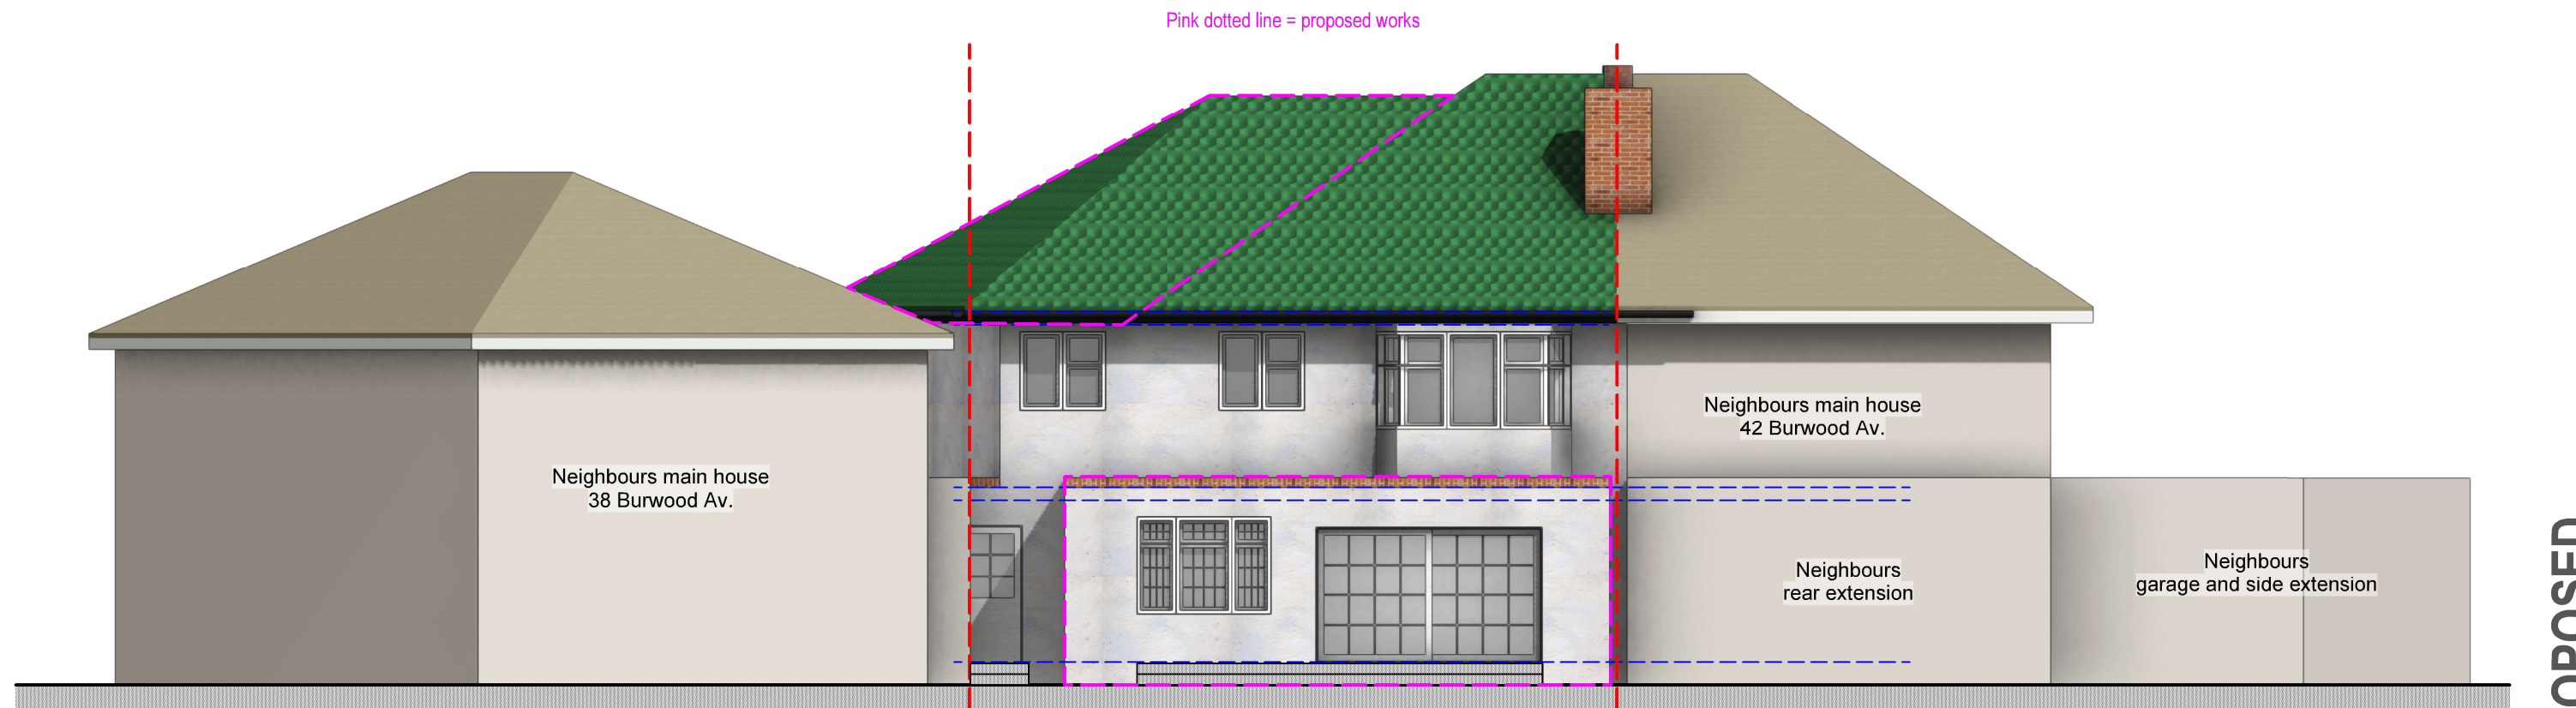 Pink dotted line = proposed works
Neighbours main house
42 Burwood Av.
Neighbours main house
38 Burwood Av.
Neighbours
rear extension
Neighbours
garage and side extension
OPOSED